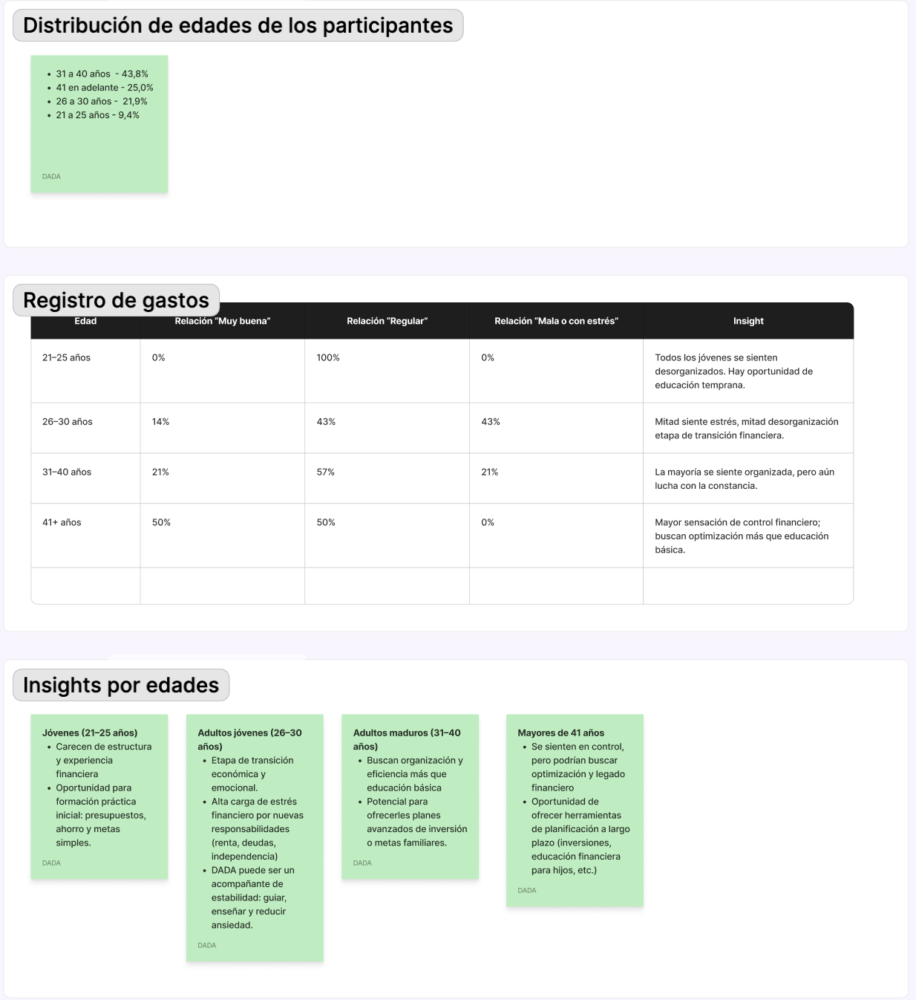 Distribución de edades de los participantes
• 31 a 40 años  - 43,8%
• 41 en adelante - 25,0%
• 26 a 30 años -  21,9%
• 21 a 25 años - 9,4%
DADA
Registro de gastos
Edad
Relación “Muy buena”
Relación “Regular”
Relación “Mala o con estrés”
Insight
21–25 años
0%
100%
0%
Todos los jóvenes se sienten
desorganizados. Hay oportunidad de
educación temprana.
26–30 años
14%
43%
43%
Mitad siente estrés, mitad desorganización
etapa de transición financiera.
31–40 años
21%
57%
21%
La mayoría se siente organizada, pero aún
lucha con la constancia.
41+ años
50%
50%
0%
Mayor sensación de control financiero;
buscan optimización más que educación
básica.
Insights por edades
Jóvenes (21–25 años)
• Carecen de estructura
y experiencia
financiera
• Oportunidad para
formación práctica
inicial: presupuestos,
ahorro y metas
simples.
DADA
Adultos jóvenes (26–30
años)
• Etapa de transición
económica y
emocional.
• Alta carga de estrés
financiero por nuevas
responsabilidades
(renta, deudas,
independencia)
• DADA puede ser un
acompañante de
estabilidad: guiar,
enseñar y reducir
ansiedad.
DADA
Adultos maduros (31–40
años)
• Buscan organización y
eficiencia más que
educación básica
• Potencial para
ofrecerles planes
avanzados de inversión
o metas familiares.
DADA
Mayores de 41 años
• Se sienten en control,
pero podrían buscar
optimización y legado
financiero
• Oportunidad de
ofrecer herramientas
de planificación a largo
plazo (inversiones,
educación financiera
para hijos, etc.)
DADA